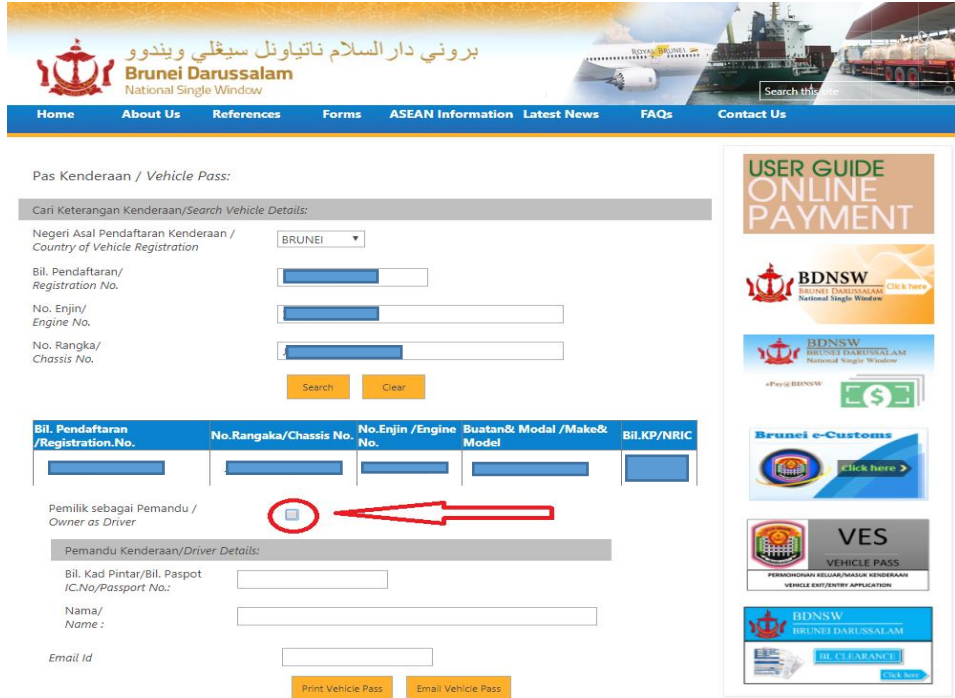 بروني دار السلام ناتياونل سيڠلي ويندوو
Brunei Darussalam
National Single Window
ROYAL BRUNEI
Search this site
Home About Us References Forms ASEAN Information Latest News FAQs Contact Us
Pas Kenderaan / Vehicle Pass:
Cari Keterangan Kenderaan/Search Vehicle Details:
Negeri Asal Pendaftaran Kenderaan /
Country of Vehicle Registration
BRUNEI
Bil. Pendaftaran/
Registration No.
No. Enjin/
Engine No.
No. Rangka/
Chassis No.
Search Clear
Bil. Pendaftaran
/Registration.No.
No.Rangaka/Chassis No.
No.Enjin /Engine
No.
Buatan& Modal /Make&
Model
Bil.KP/NRIC
Pemilik sebagai Pemandu /
Owner as Driver
Pemandu Kenderaan/Driver Details:
Bil. Kad Pintar/Bil. Paspot
IC.No/Passport No.:
Nama/
Name :
Email Id
Print Vehicle Pass Email Vehicle Pass
USER GUIDE
ONLINE
PAYMENT
BDNSW
BRUNEI DARUSSALAM
National Single Window
Click here
BDNSW
BRUNEI DARUSSALAM
National Single Window
ePay@BDNSW
$
Brunei e-Customs
Click here >
VES
VEHICLE PASS
PERMOHONAN KELUAR/MASUK KENDERAAN
VEHICLE EXIT/ENTRY APPLICATION
BDNSW
BRUNEI DARUSSALAM
BL CLEARANCE
Click here